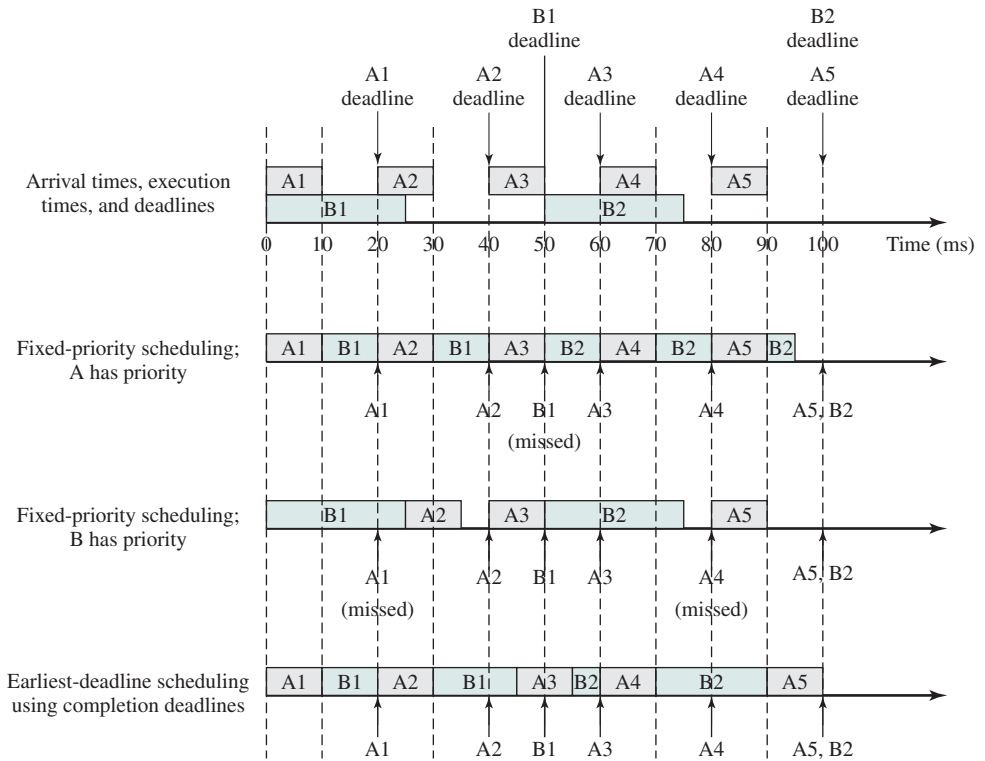 B1
deadline
B2
deadline
A1
deadline
A2
deadline
A3
deadline
A4
deadline
A5
deadline
Arrival times, execution
times, and deadlines
A1 A2 A3 A4 A5
B1 B2
0 10 20 30 40 50 60 70 80 90 100 Time (ms)
Fixed-priority scheduling;
A has priority
A1 B1 A2 B1 A3 B2 A4 B2 A5 B2
A1 A2 B1 A3 A4 A5, B2
(missed)
Fixed-priority scheduling;
B has priority
B1 A2 A3 B2 A5
A1 A2 B1 A3 A4 A5, B2
(missed) (missed)
Earliest-deadline scheduling
using completion deadlines
A1 B1 A2 B1 A3 B2 A4 B2 A5
A1 A2 B1 A3 A4 A5, B2